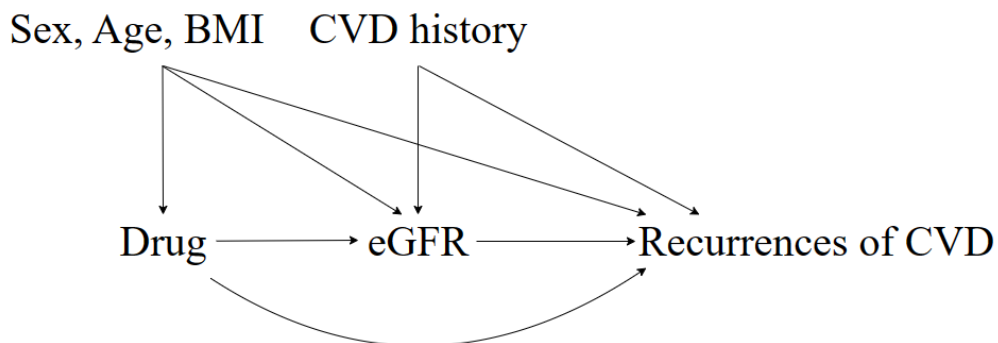 Sex, Age, BMI CVD history
Drug eGFR Recurrences of CVD